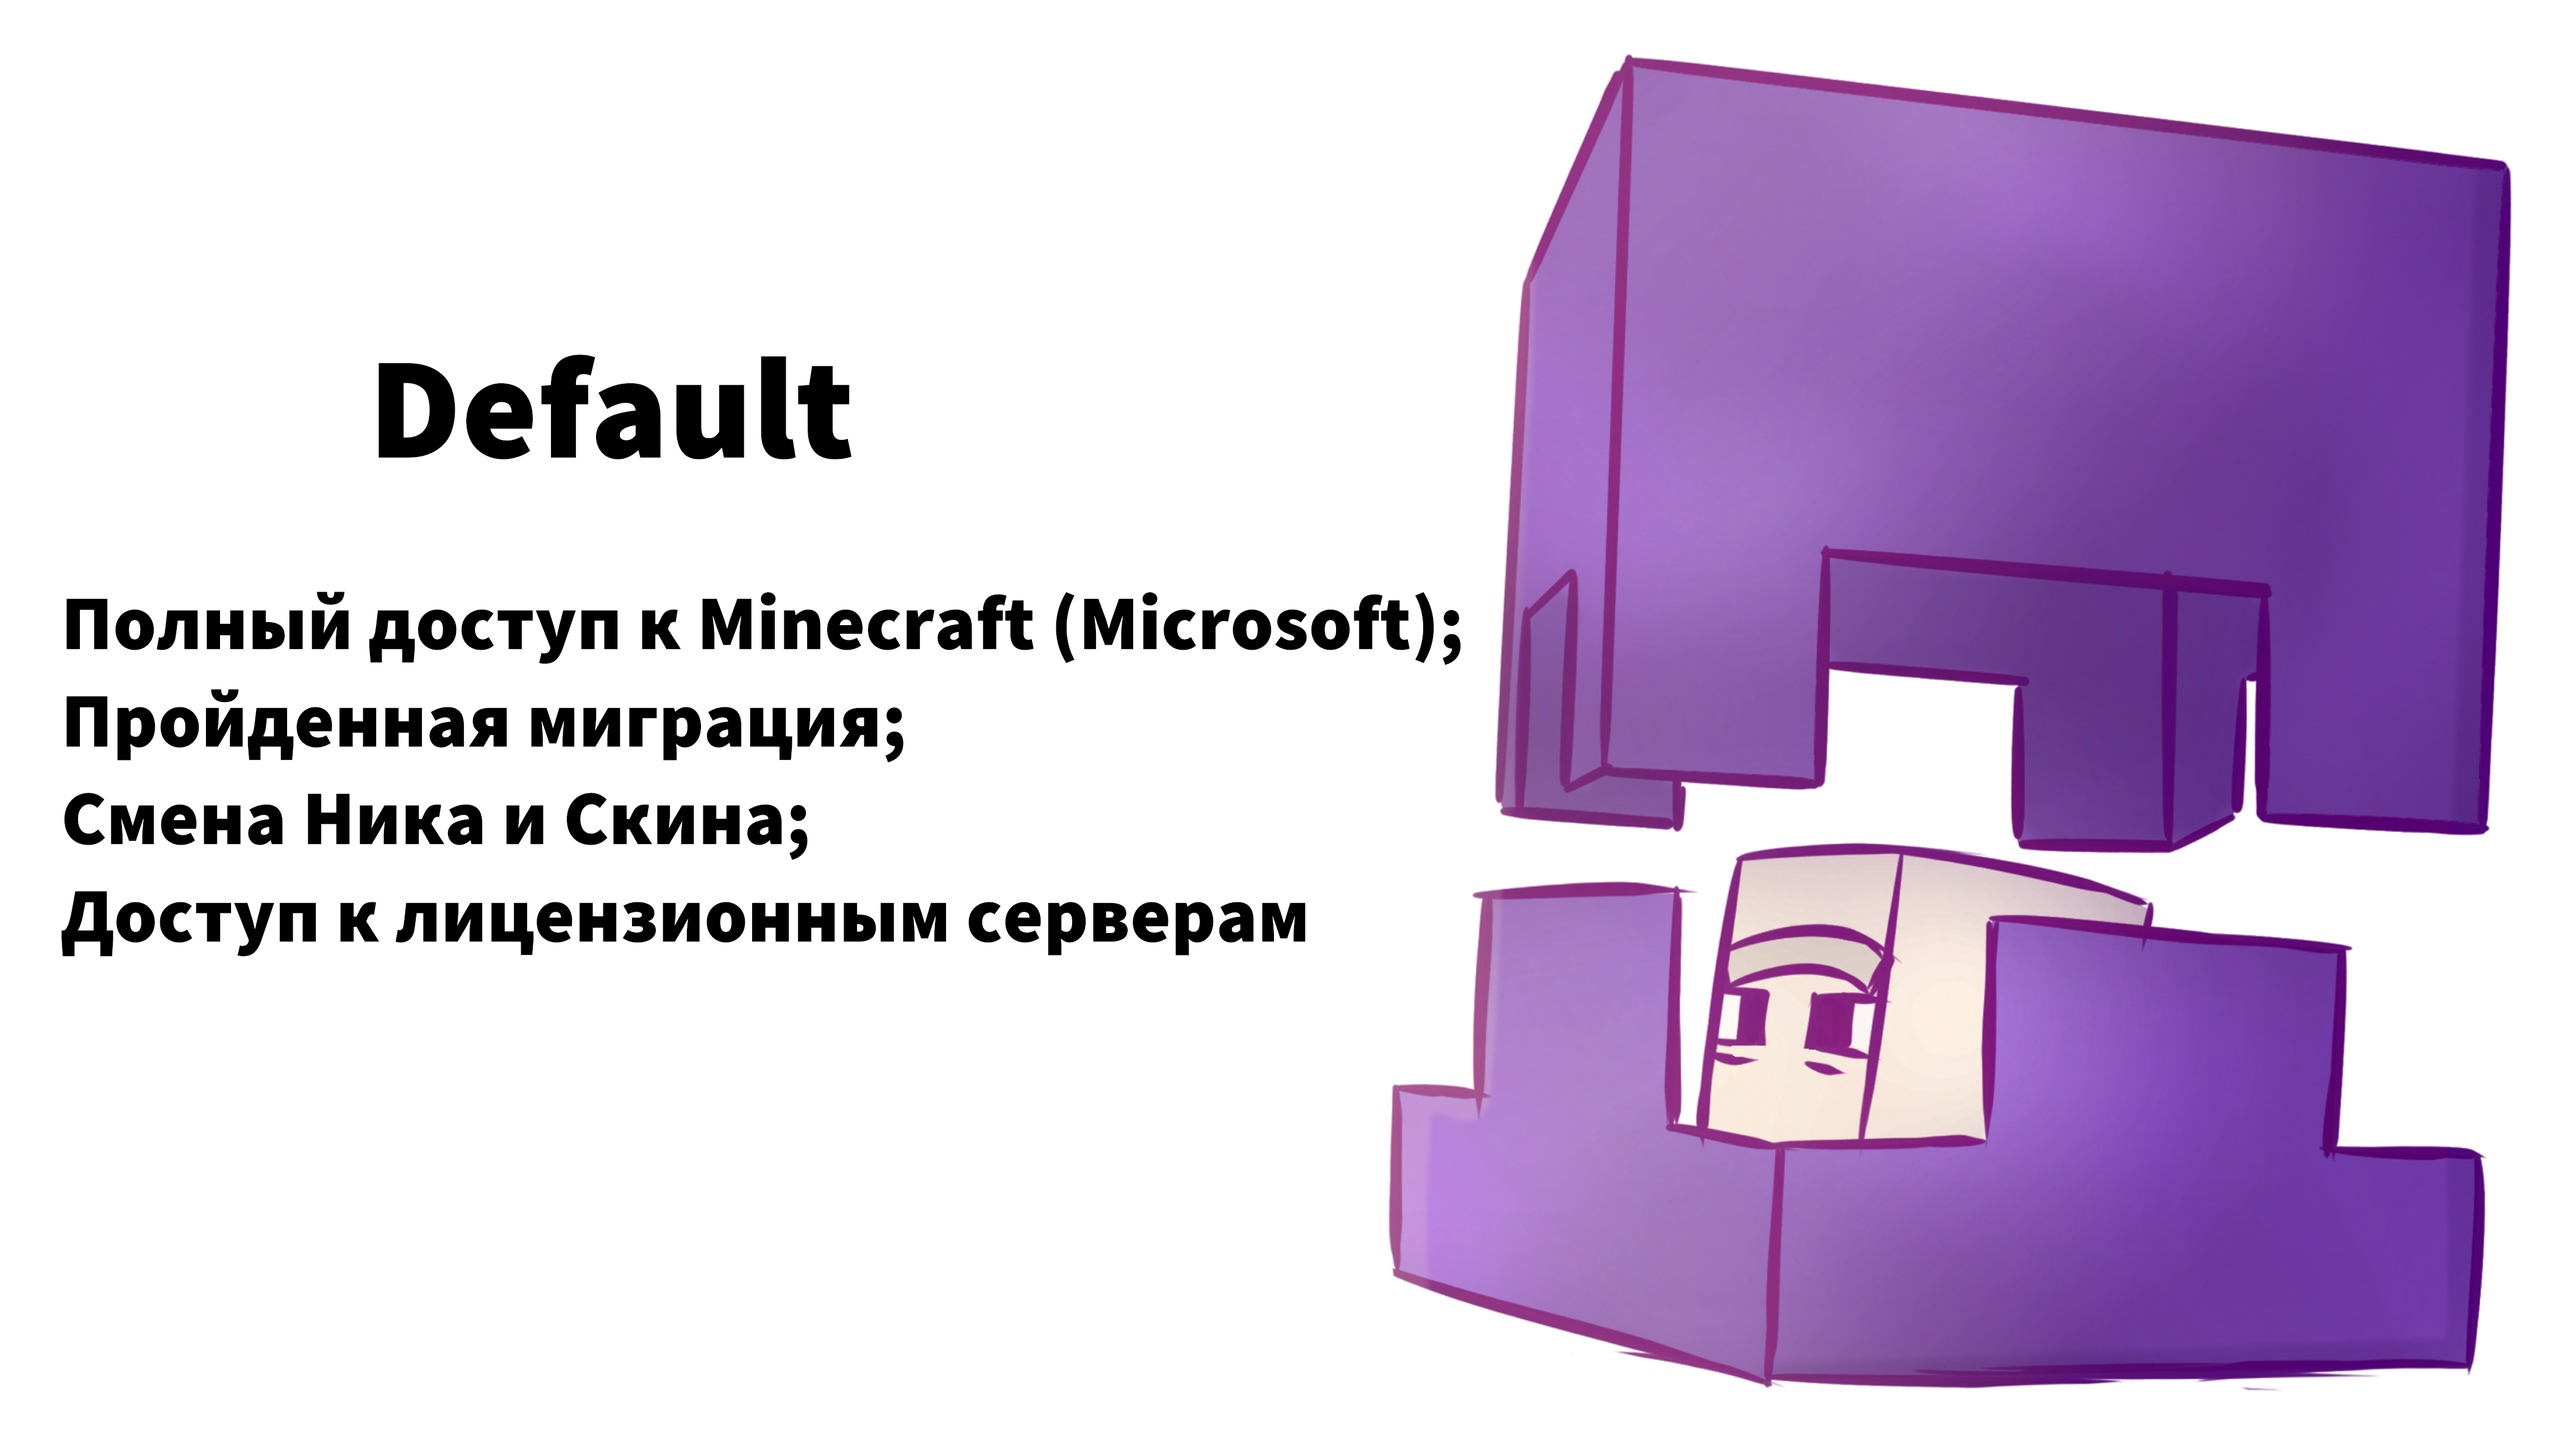 Default
Полный доступ к Minecraft (Microsoft);
Пройденная миграция;
Смена Ника и Скина;
Доступ к лицензионным серверам